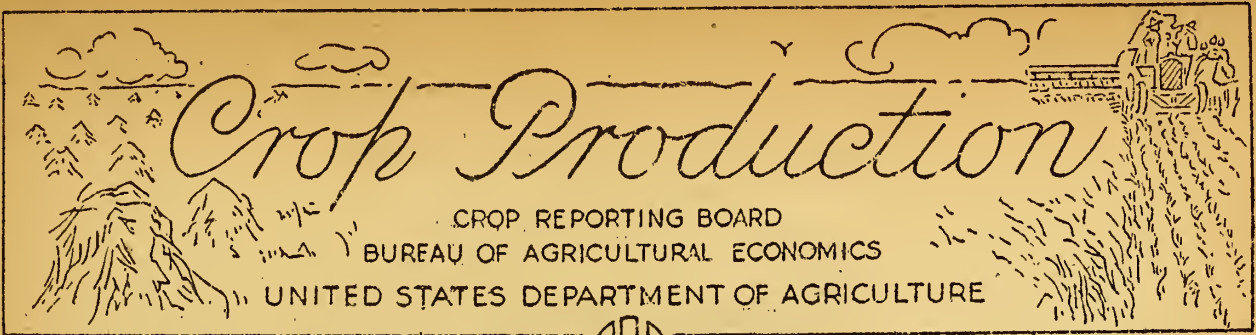 Crop Production
CROP REPORTING BOARD
BUREAU OF AGRICULTURAL ECONOMICS
UNITED STATES DEPARTMENT OF AGRICULTURE